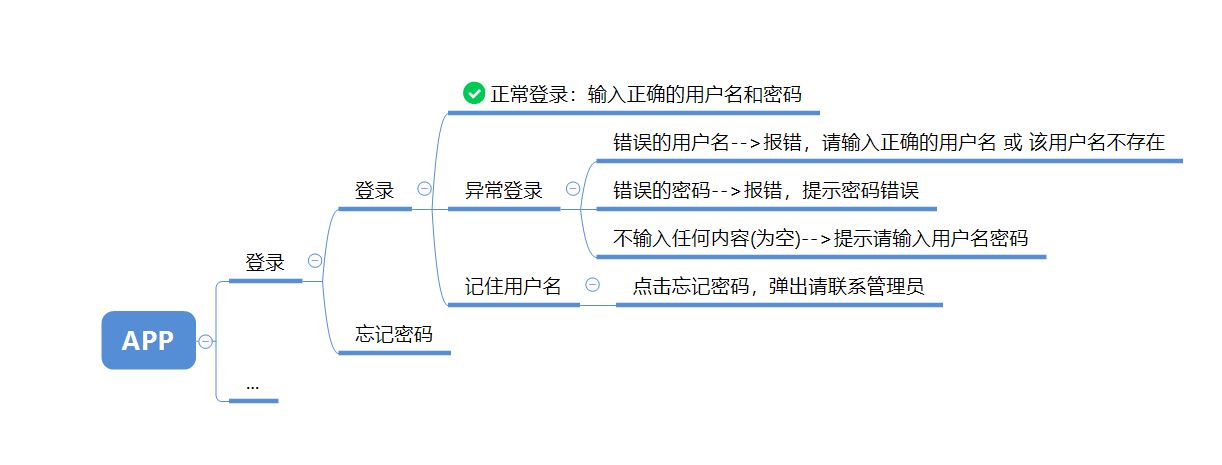 正常登录：输入正确的用户名和密码
错误的用户名-->报错，请输入正确的用户名 或 该用户名不存在
登录
异常登录
错误的密码-->报错，提示密码错误
不输入任何内容(为空)-->提示请输入用户名密码
登录
记住用户名
点击忘记密码，弹出请联系管理员
APP
忘记密码
...